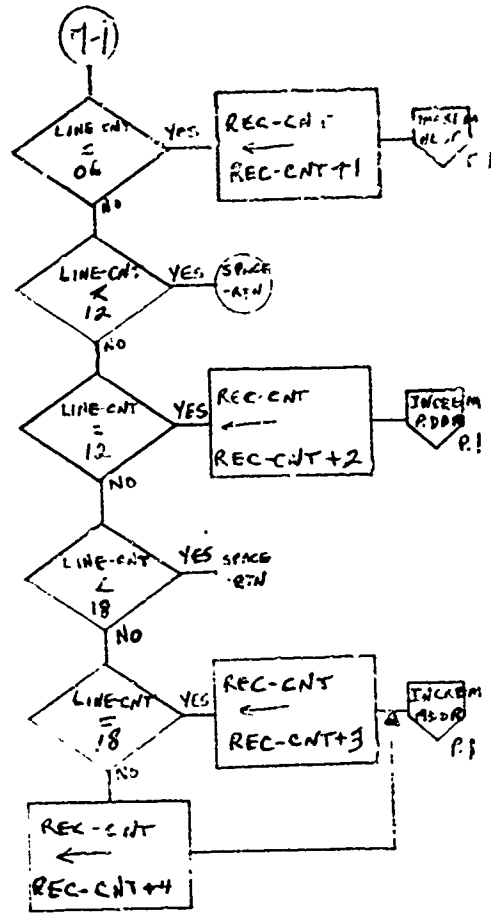 7-1
LINE-CNT
=
06
YES
REC-CNT
←
REC-CNT+1
NO
LINE-CNT
<
12
YES
SPACE
-RTN
NO
LINE-CNT
=
12
YES
REC-CNT
←
REC-CNT+2
INCREM
P.1
NO
LINE-CNT
<
18
YES
SPACE
-RTN
NO
LINE-CNT
=
18
YES
REC-CNT
←
REC-CNT+3
INCREM
NO
REC-CNT
←
REC-CNT+4